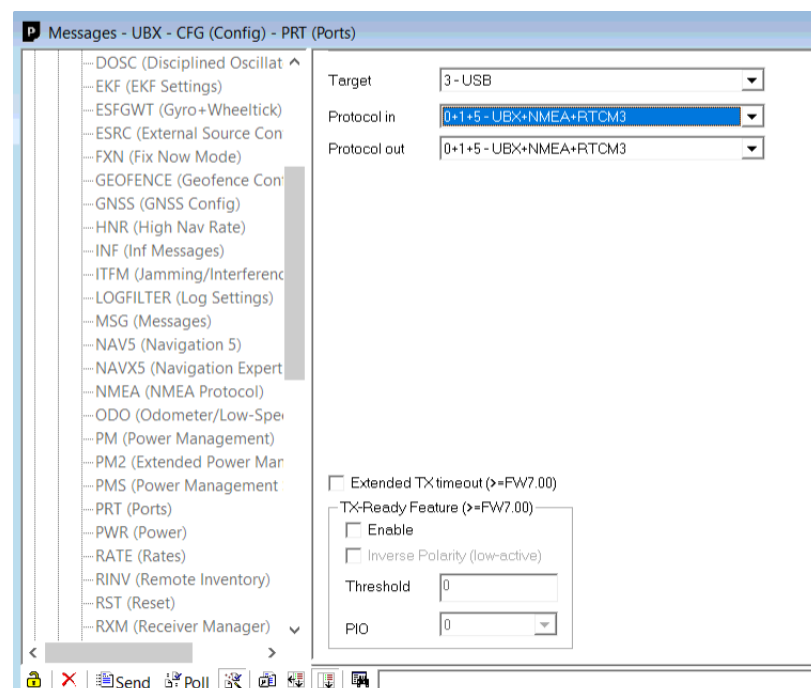 Messages - UBX - CFG (Config) - PRT (Ports)
DOSC (Disciplined Oscillat
EKF (EKF Settings)
ESFGWT (Gyro+Wheeltick)
ESRC (External Source Con
FXN (Fix Now Mode)
GEOFENCE (Geofence Con
GNSS (GNSS Config)
HNR (High Nav Rate)
INF (Inf Messages)
ITFM (Jamming/Interferenc
LOGFILTER (Log Settings)
MSG (Messages)
NAV5 (Navigation 5)
NAVX5 (Navigation Expert
NMEA (NMEA Protocol)
ODO (Odometer/Low-Spe
PM (Power Management)
PM2 (Extended Power Mar
PMS (Power Management
PRT (Ports)
PWR (Power)
RATE (Rates)
RINV (Remote Inventory)
RST (Reset)
RXM (Receiver Manager)
Target 3 - USB
Protocol in 0+1+5 - UBX+NMEA+RTCM3
Protocol out 0+1+5 - UBX+NMEA+RTCM3
Extended TX timeout (>=FW7.00)
TX-Ready Feature (>=FW7.00)
Enable
Inverse Polarity (low-active)
Threshold 0
PIO 0
Send Poll